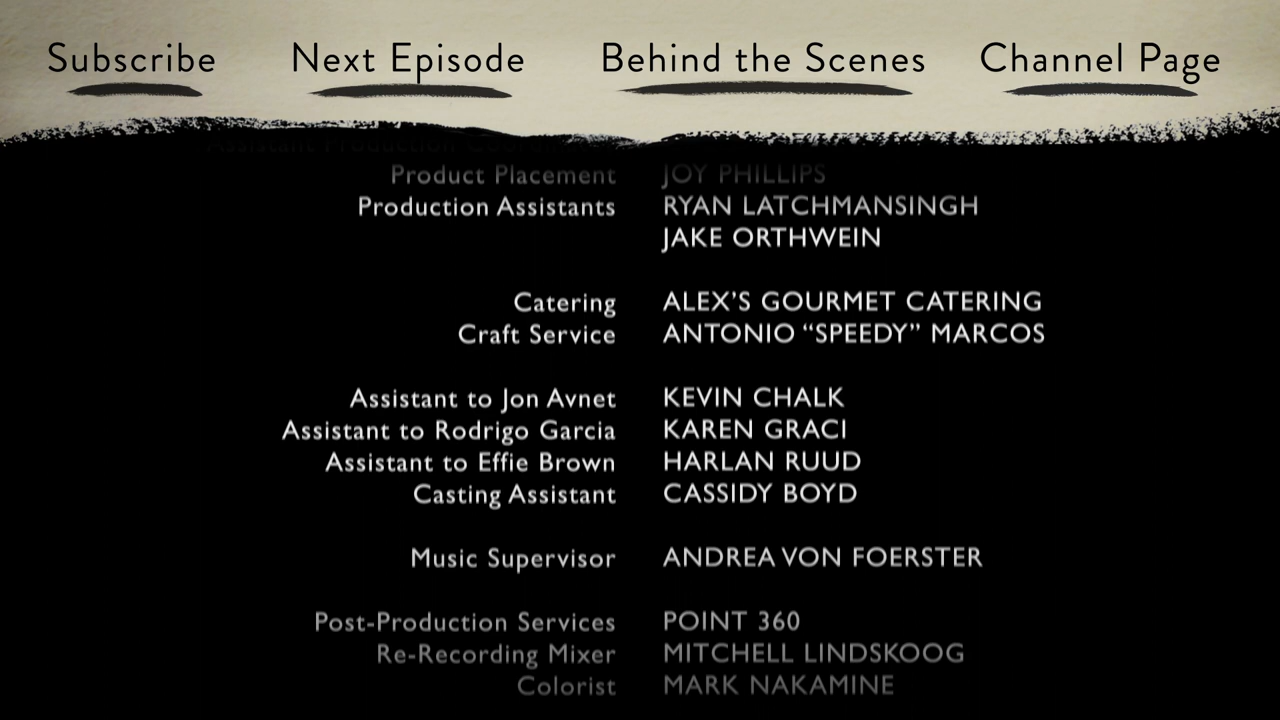 Subscribe Next Episode Behind the Scenes Channel Page
Assistant Production
Product Placement JOY PHILLIPS
Production Assistants RYAN LATCHMANSINGH
JAKE ORTHWEIN
Catering ALEX’S GOURMET CATERING
Craft Service ANTONIO “SPEEDY” MARCOS
Assistant to Jon Avnet KEVIN CHALK
Assistant to Rodrigo Garcia KAREN GRACI
Assistant to Effie Brown HARLAN RUUD
Casting Assistant CASSIDY BOYD
Music Supervisor ANDREA VON FOERSTER
Post-Production Services POINT 360
Re-Recording Mixer MITCHELL LINDSKOOG
Colorist MARK NAKAMINE